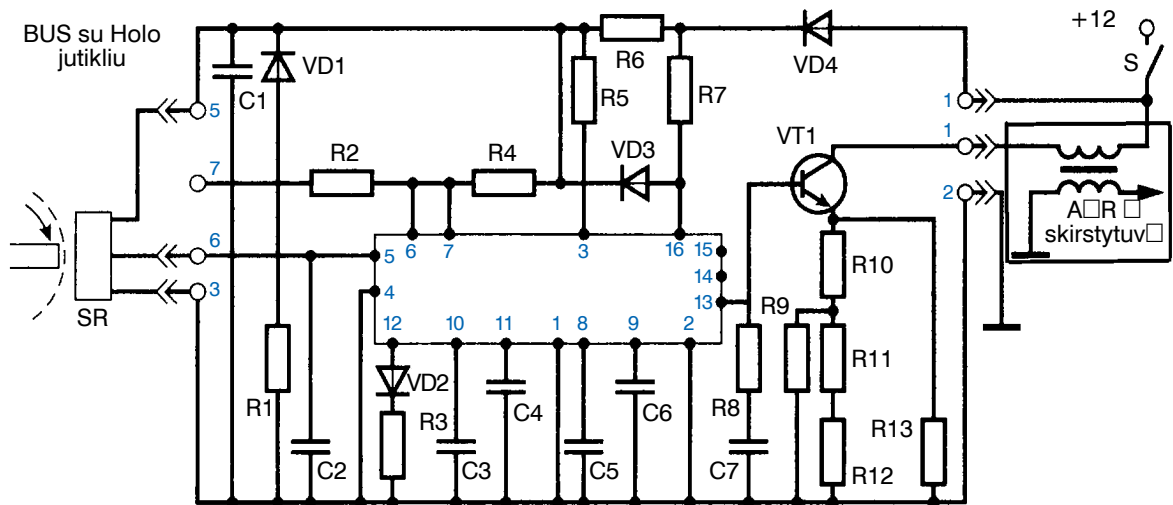 BUS su Holo
jutikliu
+12
S
VD1
C1
R6
VD4
R5
R7
5
1
1
7
R2
R4
VD3
VT1
2
6
6
7
3
16
15
5
14
4
13
3
SR
R10
R9
12
10
11
1
8
9
2
VD2
R11
R1
R3
C4
C6
R8
C2
C3
C5
C7
R12
R13